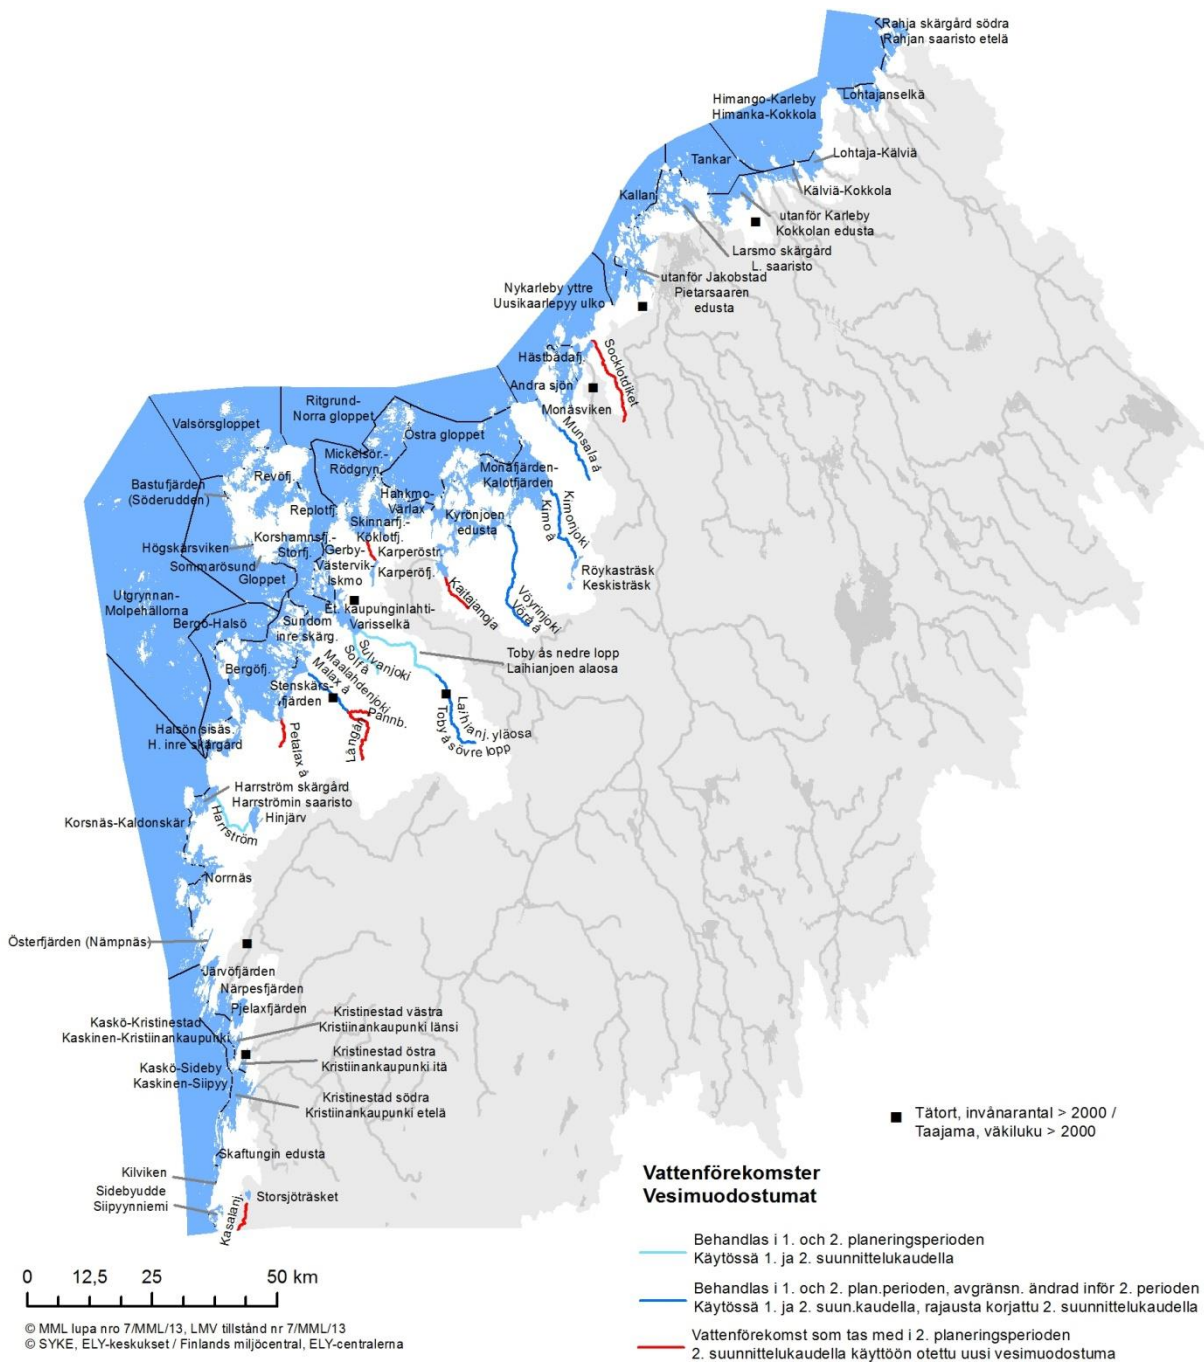 Rahja skärgård södra
Rahjan saaristo etelä
Lohtajanselkä
Himango-Karleby
Himanka-Kokkola
Lohtaja-Kälviä
Tankar
Kälviä-Kokkola
Kallan
utanför Karleby
Kokkolan edusta
Larsmo skärgård
L. saaristo
utanför Jakobstad
Pietarsaaren
edusta
Nykarleby yttre
Uusikaarlepyy ulko
Hästbådafj.
Socklotdiket
Andra sjön
Monäsviken
Munsala å
Ritgrund-
Norra gloppet
Valsörsgloppet
Östra gloppet
Mickelsör.-
Rödgryn.
Monäfjärden-
Kalotfjärden
Revöfj.
Bastufjärden
(Söderudden)
Hankmo-
Värlax
Replotfj.
Skinnarfj.-
Köklotfj.
Kyrönjoen
edusta
Kimo å
Kimonjoki
Korshamnsfj.-
Storfj.
Högskärsviken
Gerby-
Västervik-
Iskmo
Karperöstr.
Karperöfj.
Sommarösund
Gloppet
Röykasträsk
Keskisträsk
Kaitajanoja
Vöyrinjoki
Vörå å
Utgrynnan-
Molpehällorna
Et. kaupunginlahti-
Varisselkä
Bergö-Halsö
Sundom
inre skärg.
Sulvanjoki
Solfå
Toby ås nedre lopp
Laihianjoen alaosa
Bergöfj.
Maalahdenjoki
Malax å
Stenskärs-
fjärden
Pannb.
Långån
Laihianj. yläosa
Toby å sövre lopp
Halsön sisäs.
H. inre skärgård
Petalax å
Harrström skärgård
Harrströmin saaristo
Hinjärv
Korsnäs-Kaldonskär
Harrström
Norrnäs
Österfjärden (Nämpnäs)
Järvöfjärden
Närpesfjärden
Pjelaxfjärden
Kaskö-Kristinestad
Kaskinen-Kristiinankaupunki
Kristinestad västra
Kristiinankaupunki länsi
Kristinestad östra
Kristiinankaupunki itä
Kaskö-Sideby
Kaskinen-Siipyy
Kristinestad södra
Kristiinankaupunki etelä
Skaftungin edusta
Kilviken
Sidebyudde
Siipyynniemi
Storsjöträsket
Kasalanj.
Tätort, invånarantal > 2000 /
Taajama, väkiluku > 2000
Vattenförekomster
Vesimuodostumat
Behandlas i 1. och 2. planeringsperioden
Käytössä 1. ja 2. suunnittelukaudella
Behandlas i 1. och 2. plan.perioden, avgränsn. ändrad inför 2. perioden
Käytössä 1. ja 2. suun.kaudella, rajausta korjattu 2. suunnittelukaudella
Vattenförekomst som tas med i 2. planeringsperioden
2. suunnittelukaudella käyttöön otettu uusi vesimuodostuma
0 12,5 25 50 km
© MML lupa nro 7/MML/13, LMV tillstånd nr 7/MML/13
© SYKE, ELY-keskukset / Finlands miljöcentral, ELY-centralerna